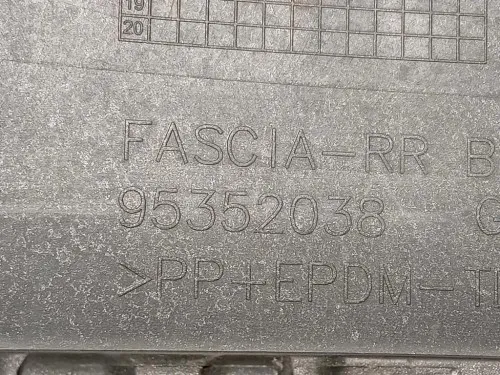 19
20
FASCIA-RR B
95352038 C
>PP+EPDM-T